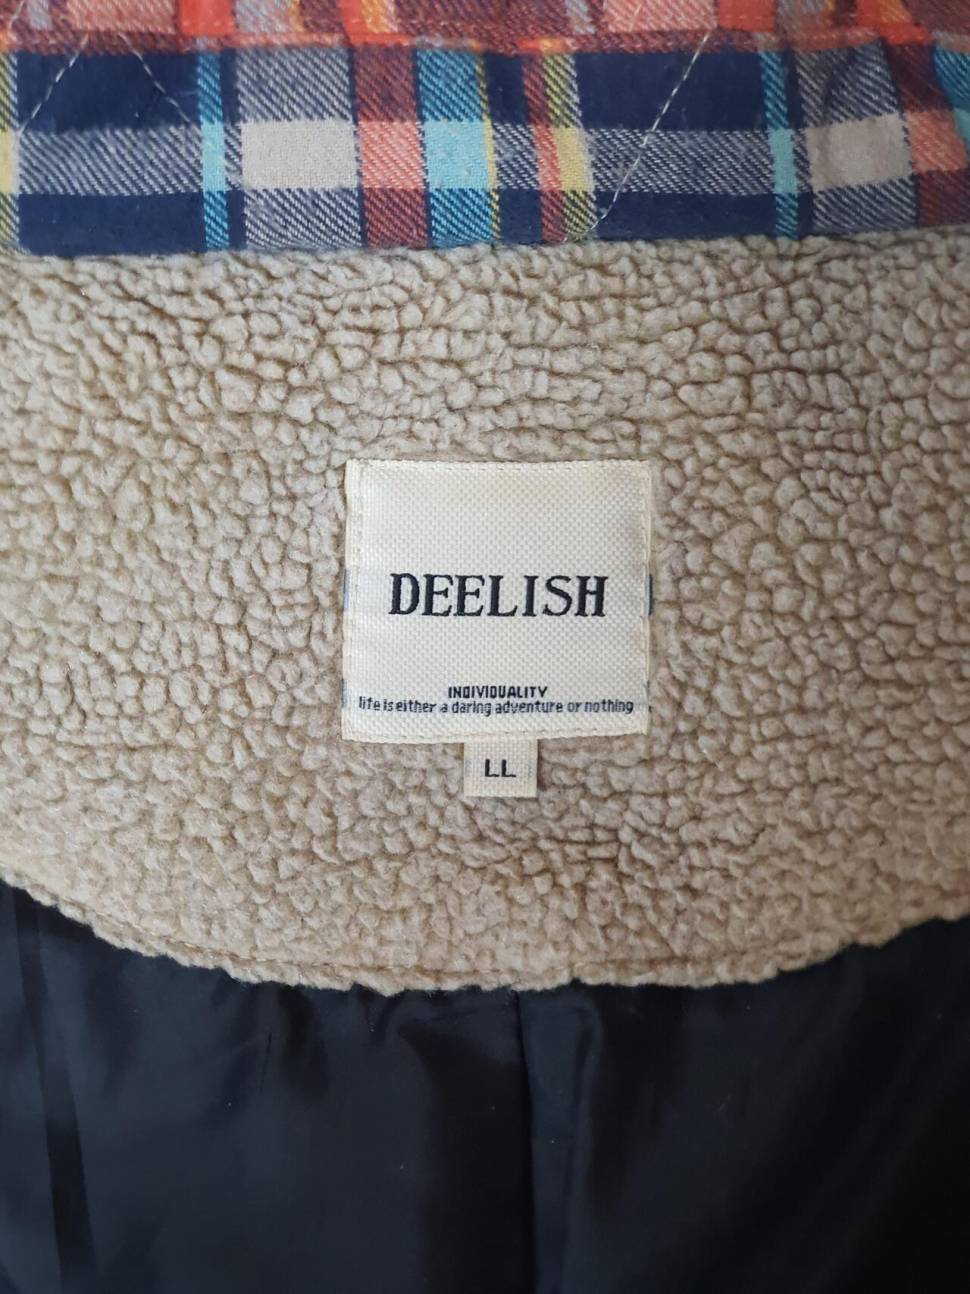 DEELISH
INDIVIDUALITY
life is either a daring adventure or nothing
LL